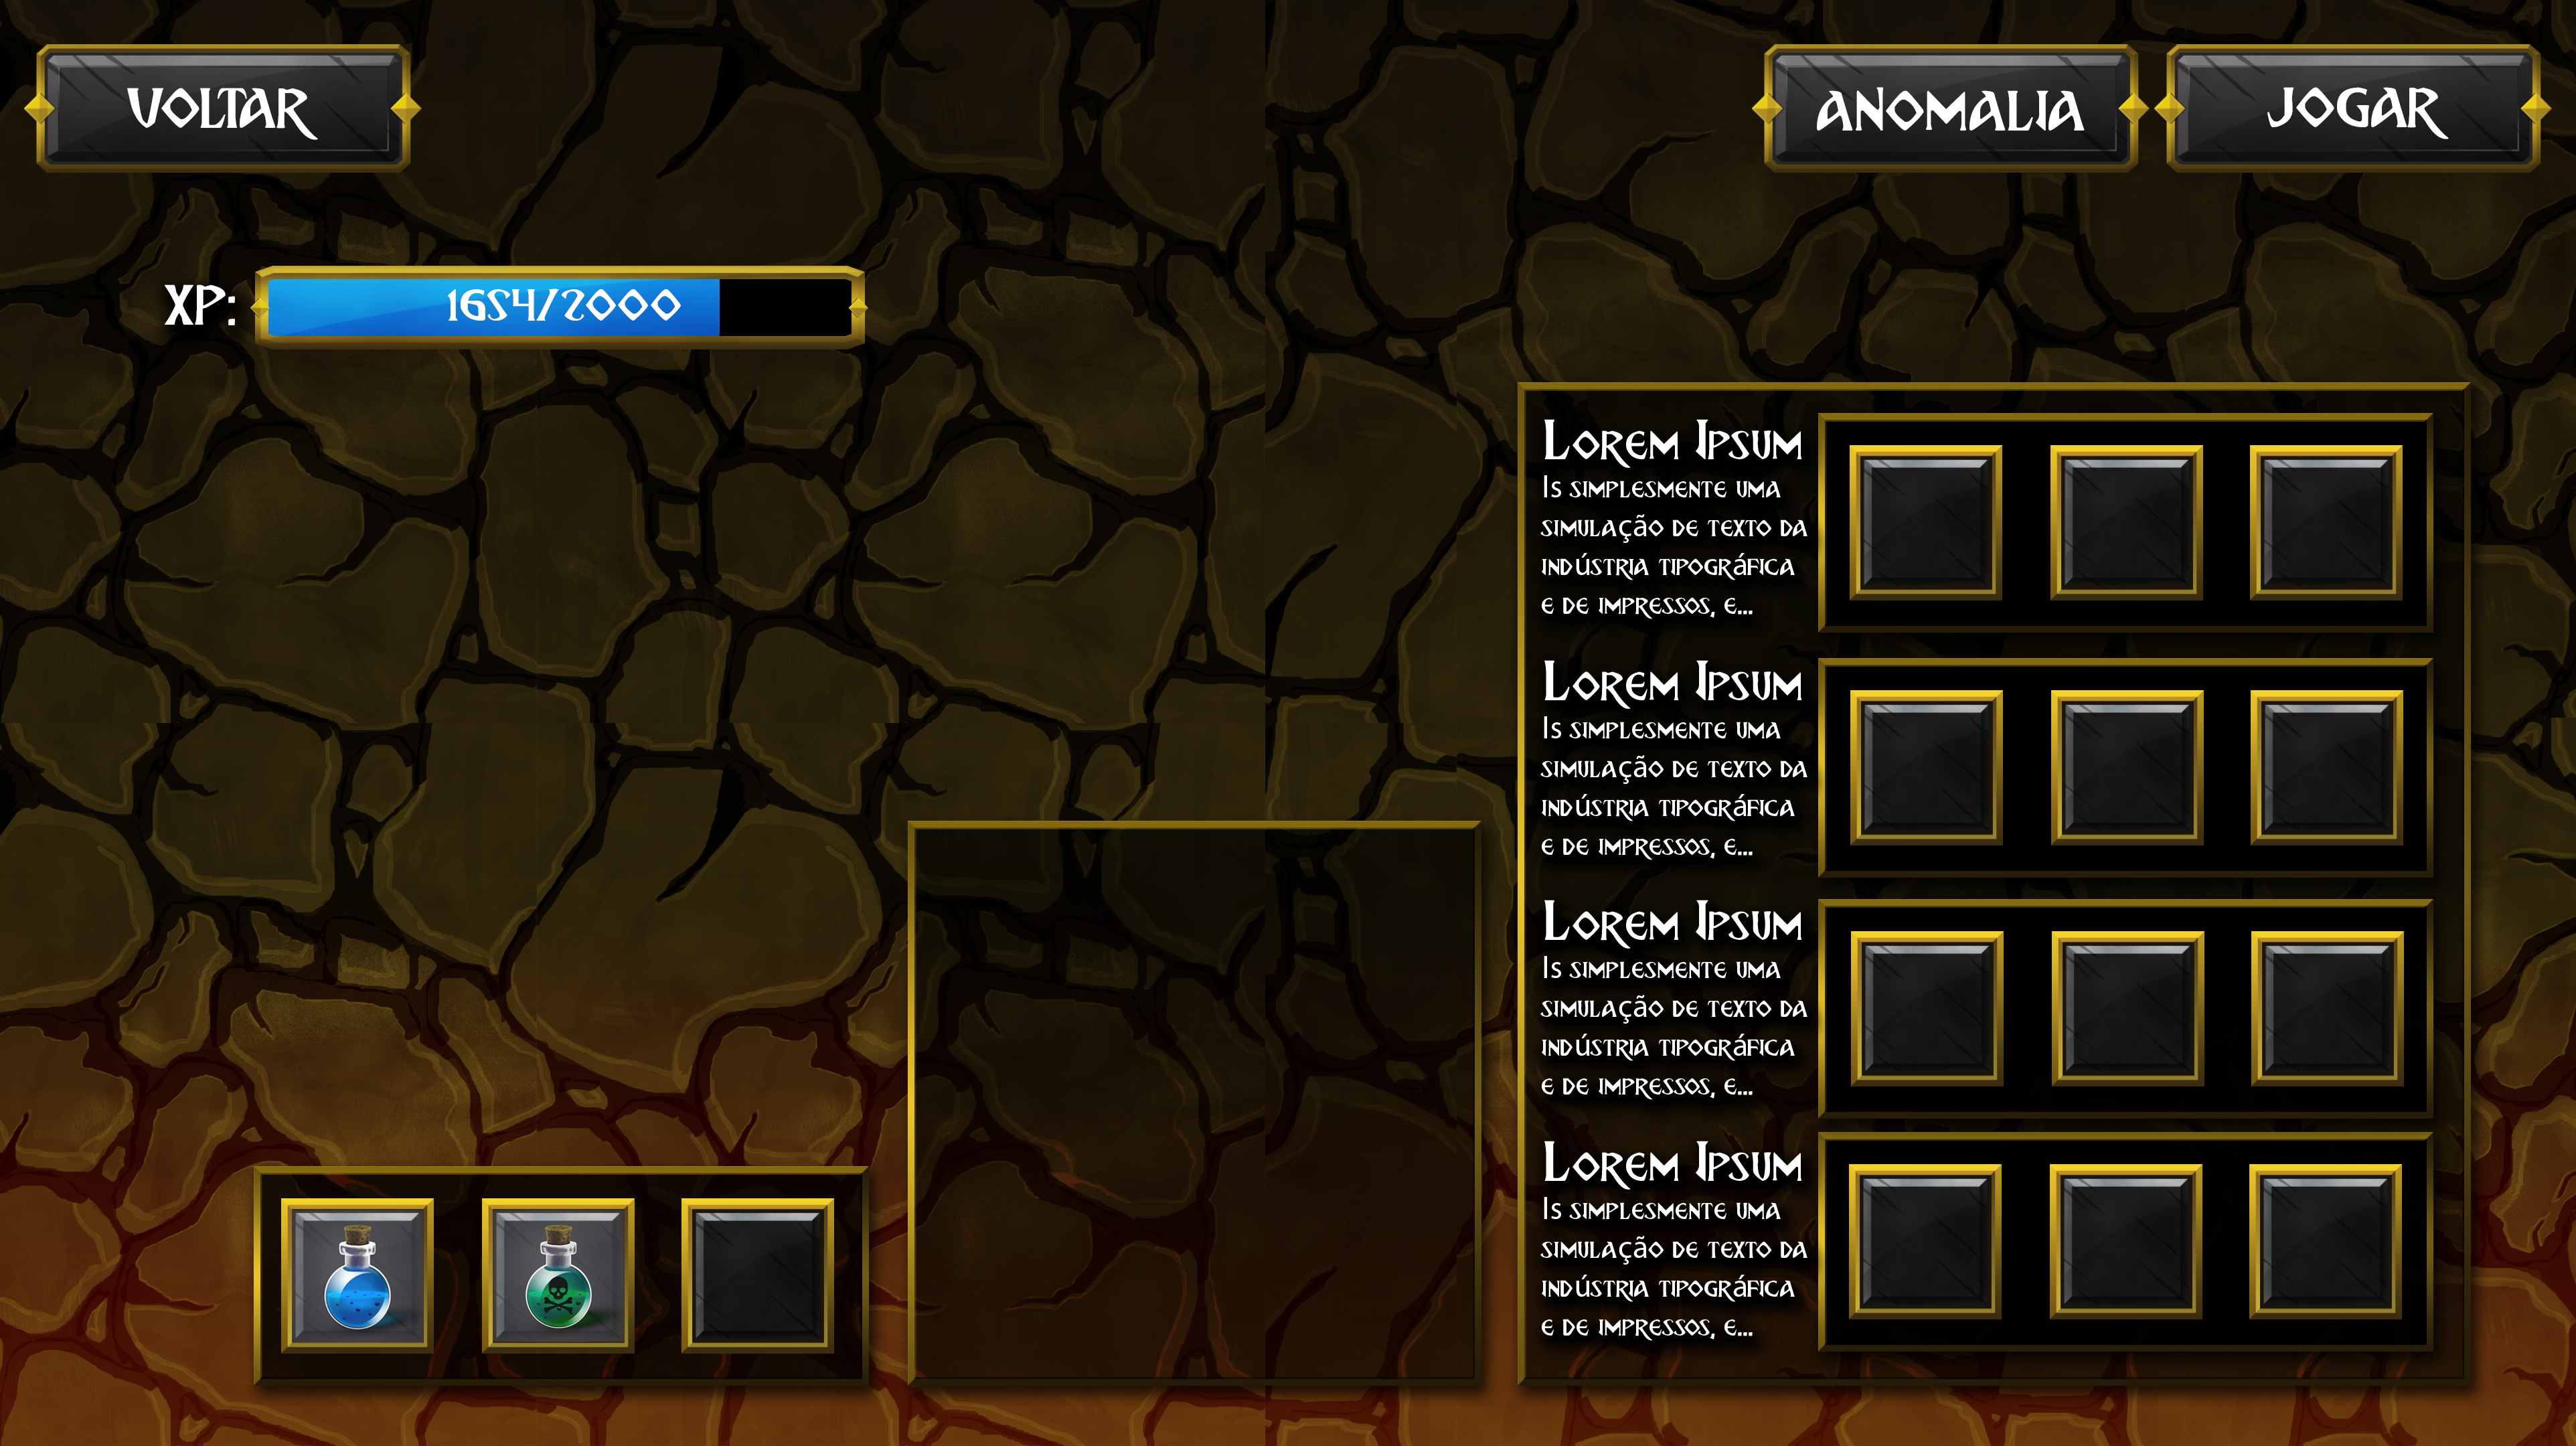 VOLTAR
ANOMALIA
JOGAR
XP:
1654/2000
Lorem Ipsum
Is simplesmente uma
simulação de texto da
indústria tipográfica
e de impressos, e...
Lorem Ipsum
Is simplesmente uma
simulação de texto da
indústria tipográfica
e de impressos, e...
Lorem Ipsum
Is simplesmente uma
simulação de texto da
indústria tipográfica
e de impressos, e...
Lorem Ipsum
Is simplesmente uma
simulação de texto da
indústria tipográfica
e de impressos, e...